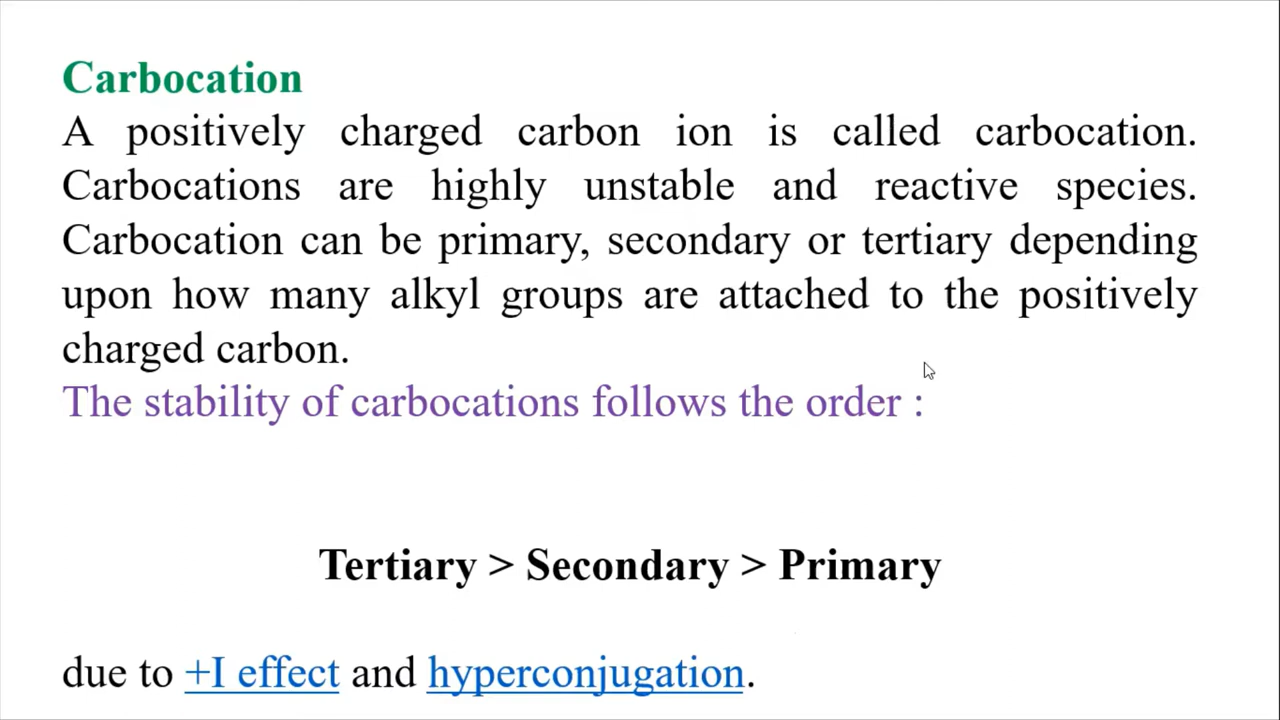 Carbocation
A positively charged carbon ion is called carbocation.
Carbocations are highly unstable and reactive species.
Carbocation can be primary, secondary or tertiary depending
upon how many alkyl groups are attached to the positively
charged carbon.
The stability of carbocations follows the order :
Tertiary > Secondary > Primary
due to +I effect and hyperconjugation.